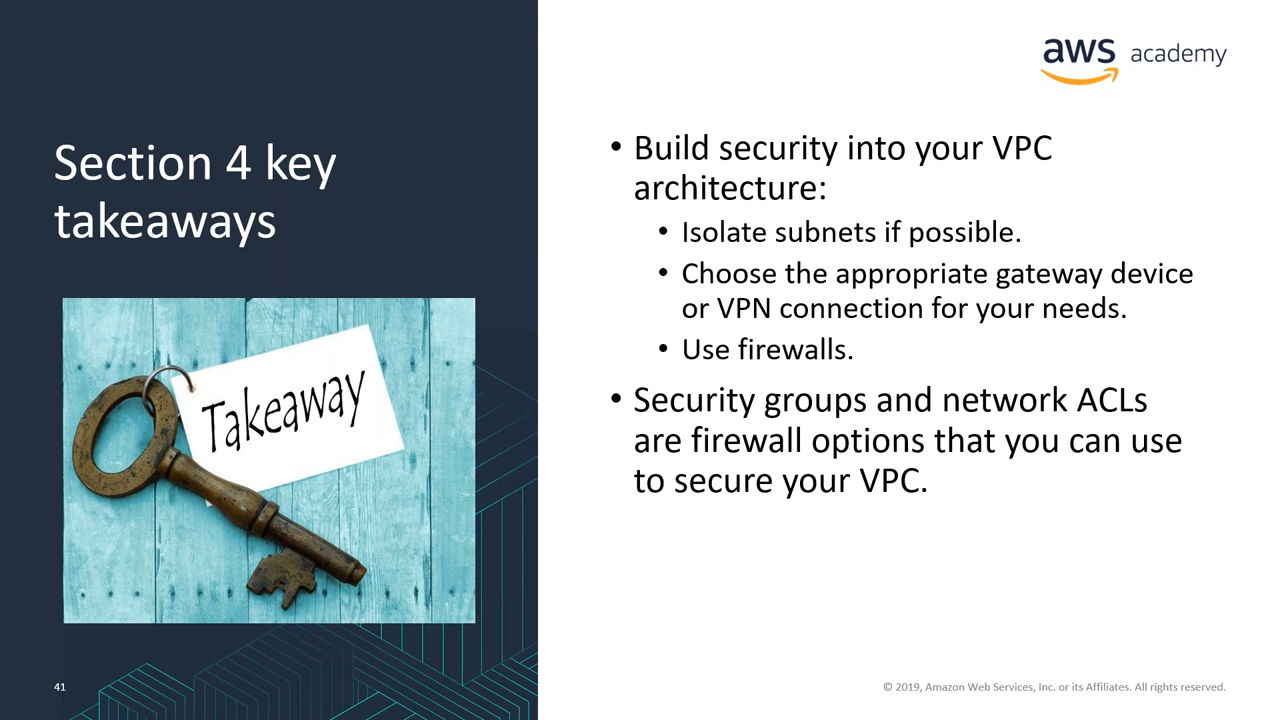 aws academy
Section 4 key
takeaways
Takeaway
• Build security into your VPC
architecture:
• Isolate subnets if possible.
• Choose the appropriate gateway device
or VPN connection for your needs.
• Use firewalls.
• Security groups and network ACLs
are firewall options that you can use
to secure your VPC.
41
© 2019, Amazon Web Services, Inc. or its Affiliates. All rights reserved.